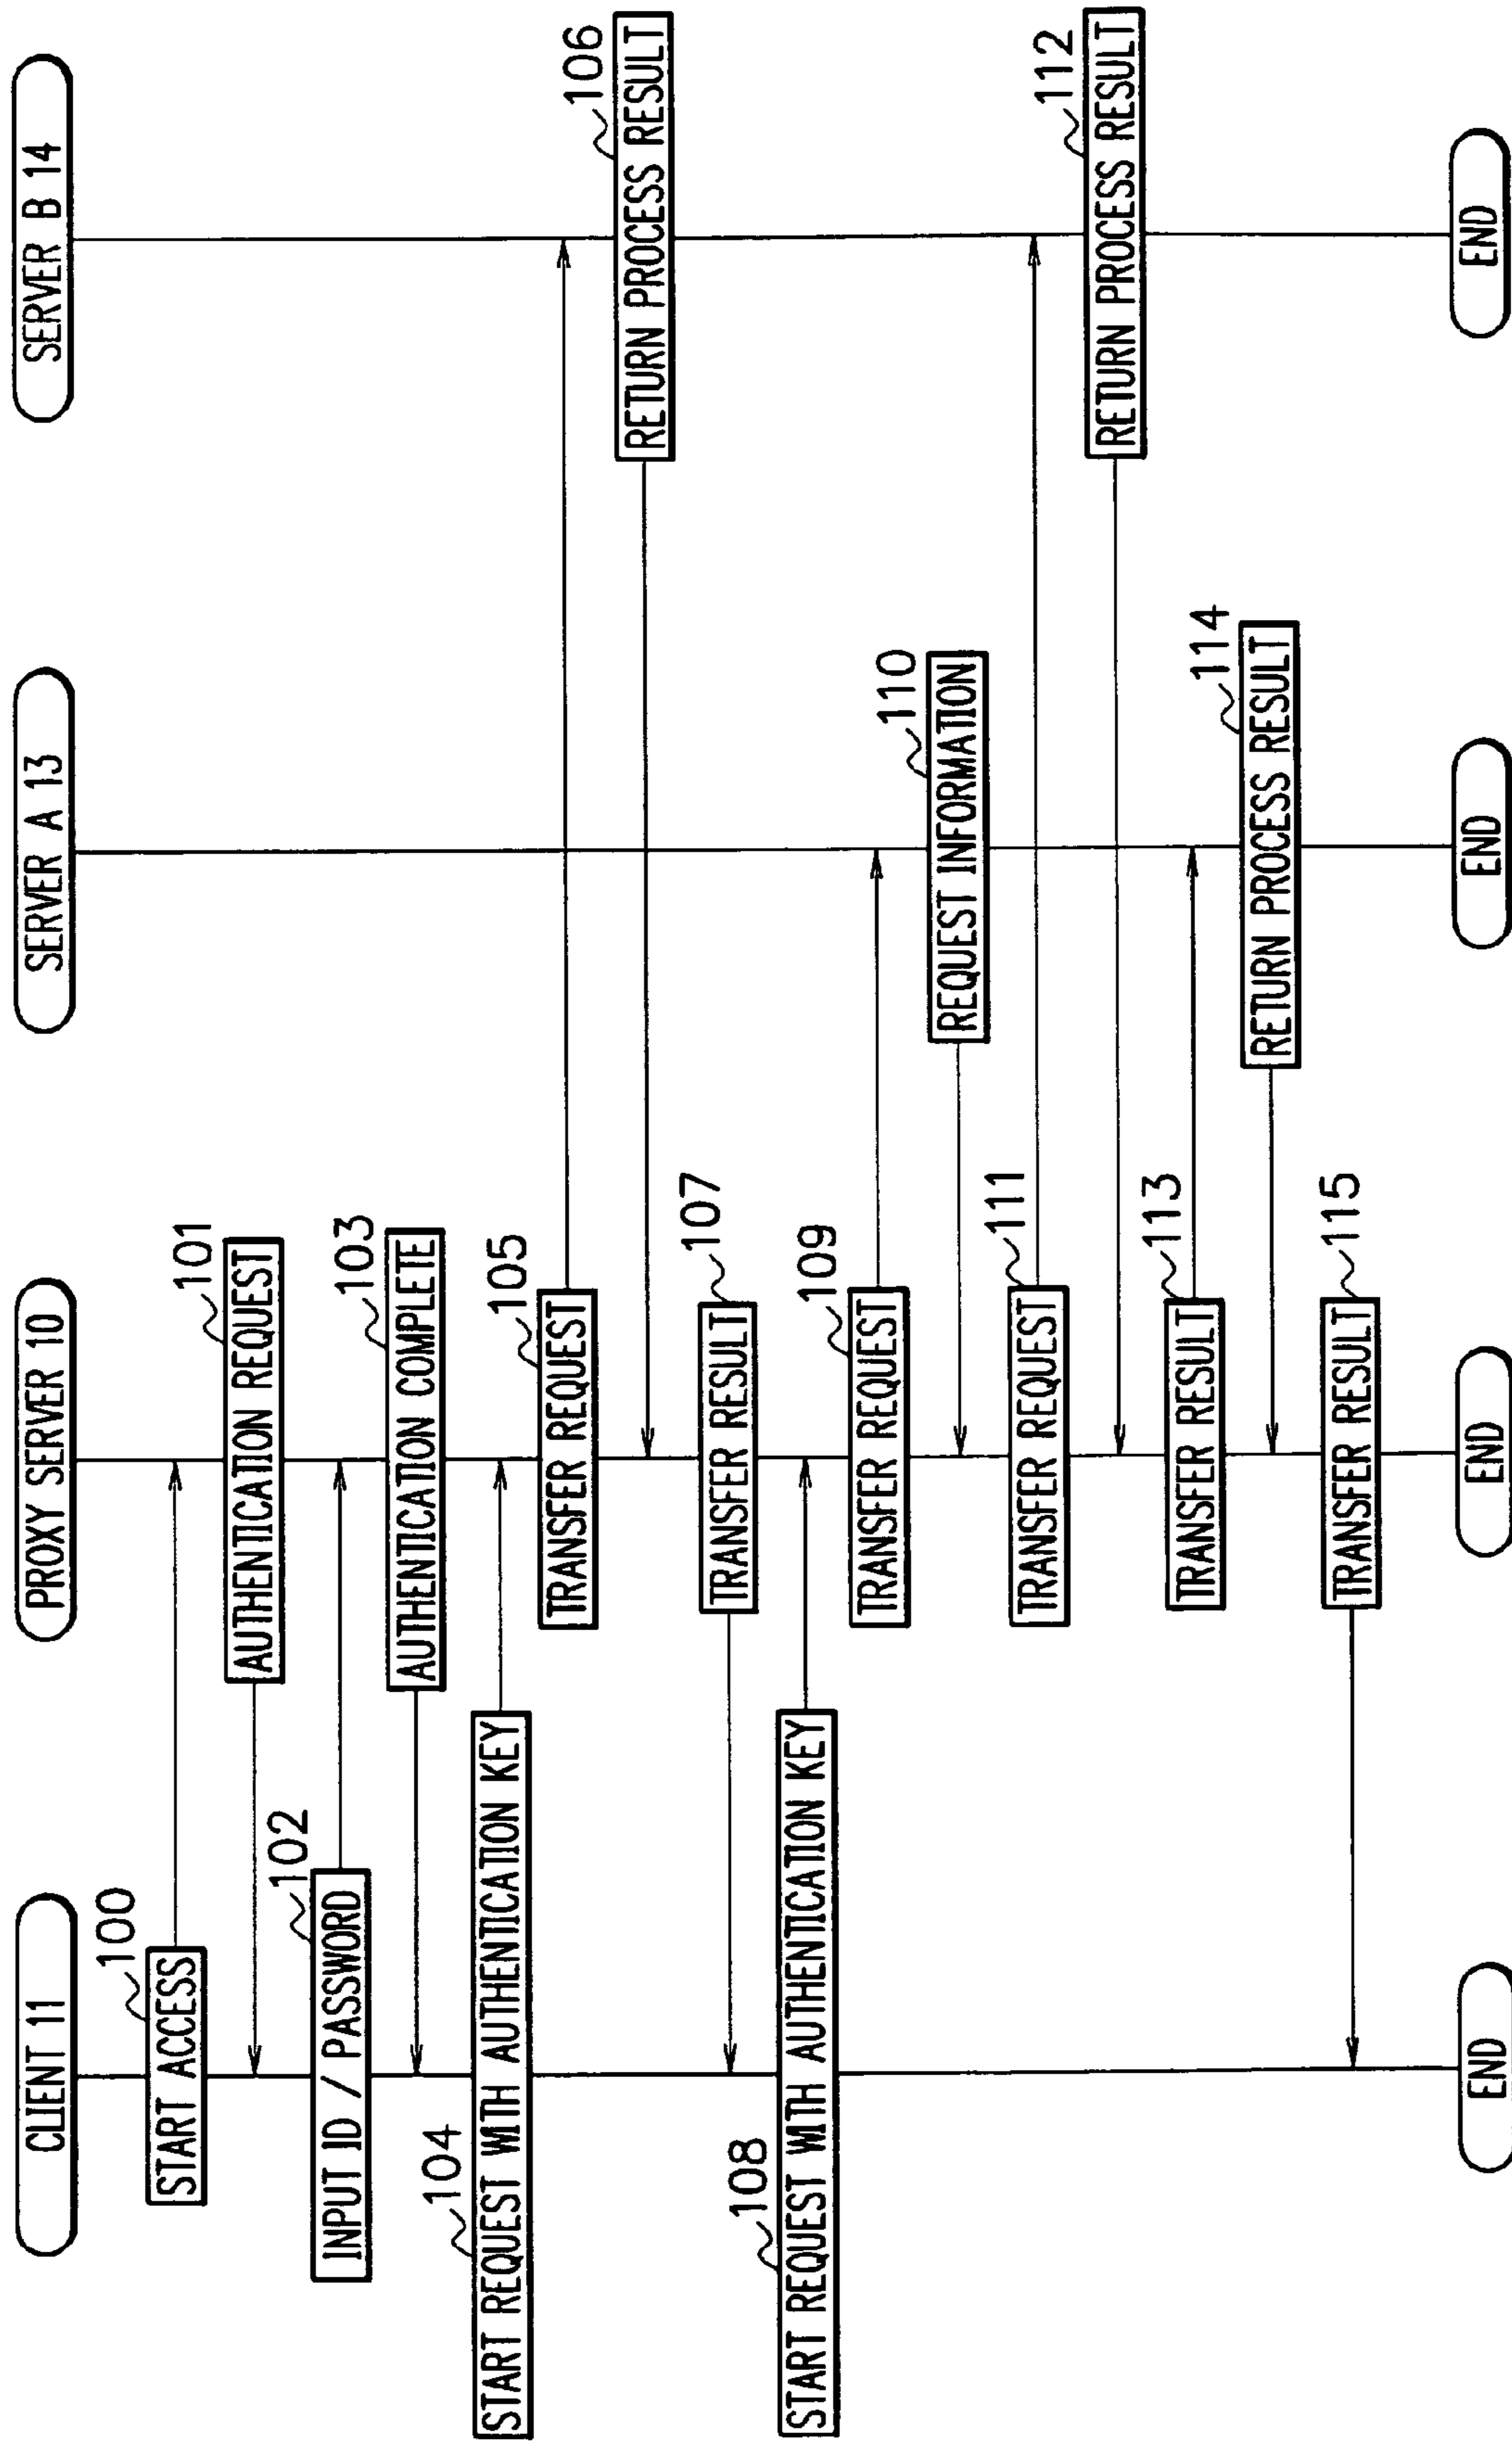 CLIENT 11
PROXY SERVER 10
SERVER A 13
SERVER B 14
100
START ACCESS
101
AUTHENTICATION REQUEST
102
INPUT ID / PASSWORD
103
AUTHENTICATION COMPLETE
104
START REQUEST WITH AUTHENTICATION KEY
105
TRANSFER REQUEST
106
RETURN PROCESS RESULT
107
TRANSFER RESULT
108
START REQUEST WITH AUTHENTICATION KEY
109
TRANSFER REQUEST
110
REQUEST INFORMATION
111
TRANSFER REQUEST
112
RETURN PROCESS RESULT
113
TRANSFER RESULT
114
RETURN PROCESS RESULT
115
TRANSFER RESULT
END
END
END
END